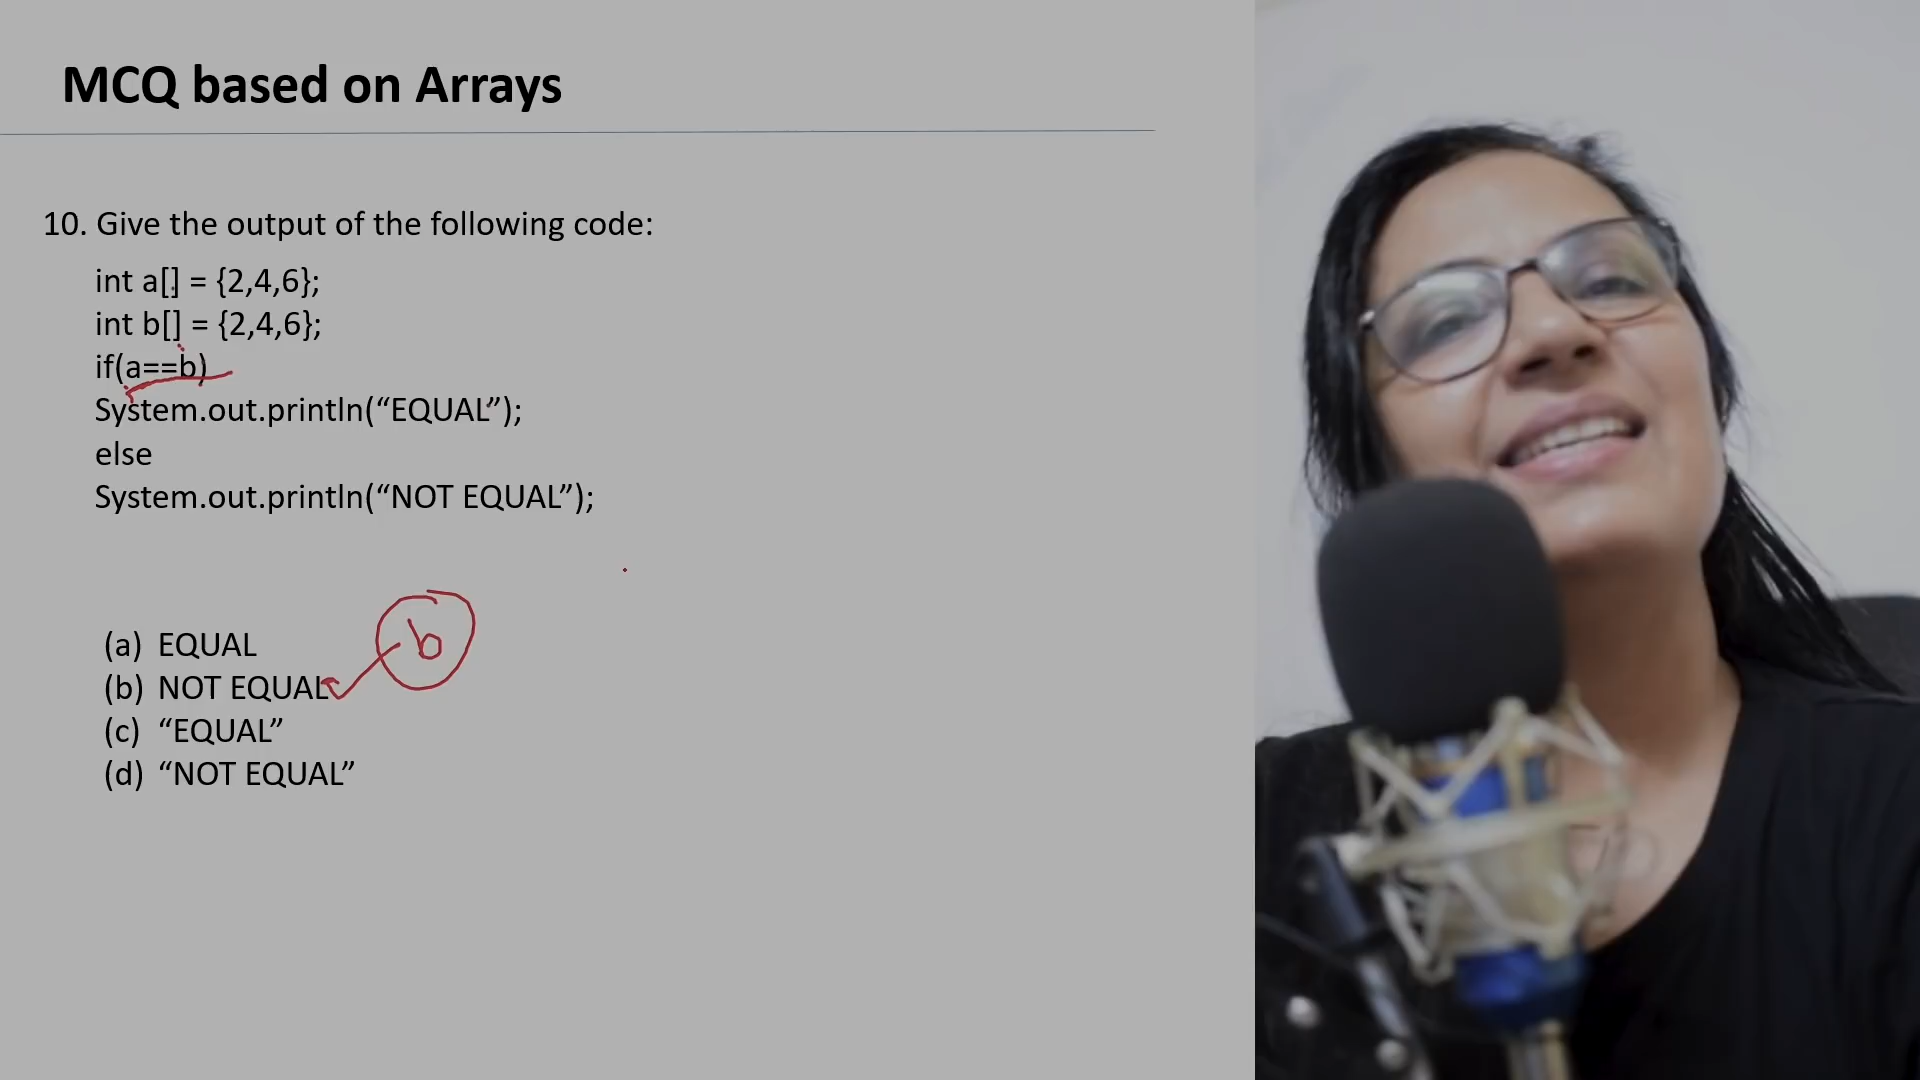 MCQ based on Arrays
10. Give the output of the following code:
int a[] = {2,4,6};
int b[] = {2,4,6};
if(a==b)
System.out.println(“EQUAL”);
else
System.out.println(“NOT EQUAL”);
b
(a) EQUAL
(b) NOT EQUAL
(c) “EQUAL”
(d) “NOT EQUAL”